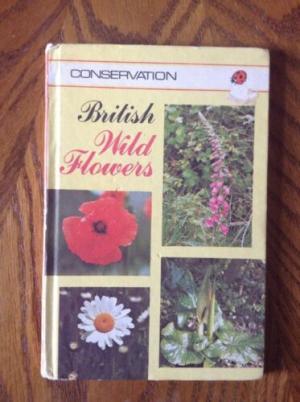 CONSERVATION
British
Wild
Flowers